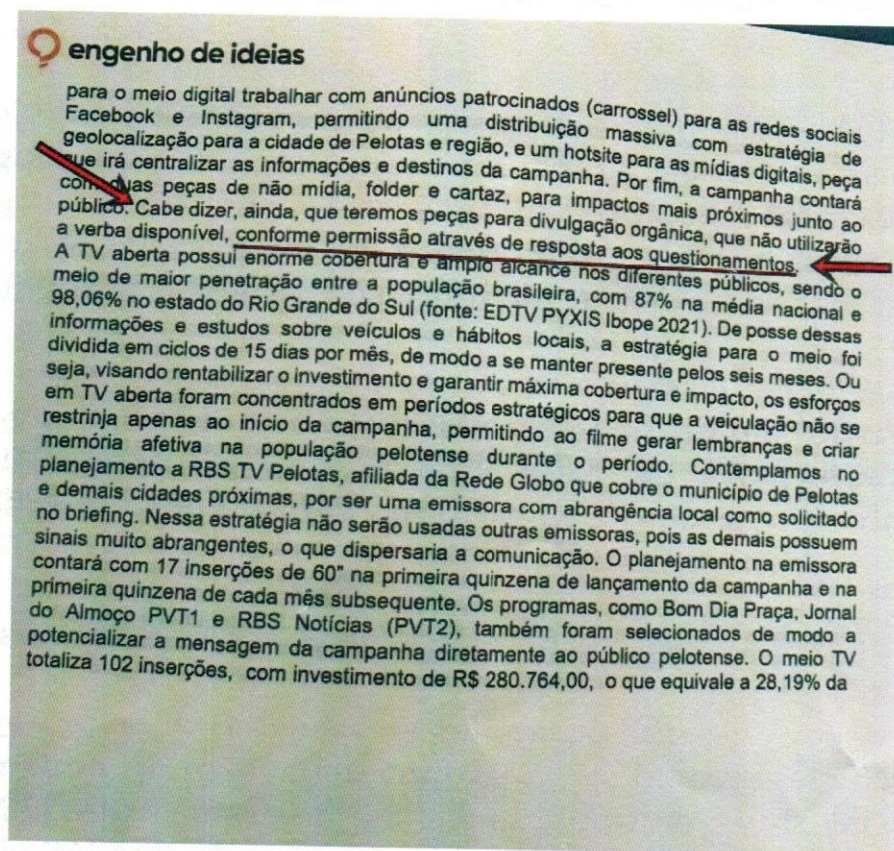 engenho de ideias
para o meio digital trabalhar com anúncios patrocinados (carrossel) para as redes sociais
Facebook e Instagram, permitindo uma distribuição massiva com estratégia de
geolocalização para a cidade de Pelotas e região, e um hotsite para as mídias digitais, peça
que irá centralizar as informações e destinos da campanha. Por fim, a campanha contará
com duas peças de não mídia, folder e cartaz, para impactos mais próximos junto ao
público. Cabe dizer, ainda, que teremos peças para divulgação orgânica, que não utilizarão
a verba disponível, conforme permissão através de resposta aos questionamentos.
A TV aberta possui enorme cobertura e amplo alcance nos diferentes públicos, sendo o
meio de maior penetração entre a população brasileira, com 87% na média nacional e
98,06% no estado do Rio Grande do Sul (fonte: EDTV PYXIS Ibope 2021). De posse dessas
informações e estudos sobre veículos e hábitos locais, a estratégia para o meio foi
dividida em ciclos de 15 dias por mês, de modo a se manter presente pelos seis meses. Ou
seja, visando rentabilizar o investimento e garantir máxima cobertura e impacto, os esforços
em TV aberta foram concentrados em períodos estratégicos para que a veiculação não se
restrinja apenas ao início da campanha, permitindo ao filme gerar lembranças e criar
memória afetiva na população pelotense durante o período. Contemplamos no
planejamento a RBS TV Pelotas, afiliada da Rede Globo que cobre o município de Pelotas
e demais cidades próximas, por ser uma emissora com abrangência local como solicitado
no briefing. Nessa estratégia não serão usadas outras emissoras, pois as demais possuem
sinais muito abrangentes, o que dispersaria a comunicação. O planejamento na emissora
contará com 17 inserções de 60” na primeira quinzena de lançamento da campanha e na
primeira quinzena de cada mês subsequente. Os programas, como Bom Dia Praça, Jornal
do Almoço PVT1 e RBS Notícias (PVT2), também foram selecionados de modo a
potencializar a mensagem da campanha diretamente ao público pelotense. O meio TV
totaliza 102 inserções, com investimento de R$ 280.764,00, o que equivale a 28,19% da